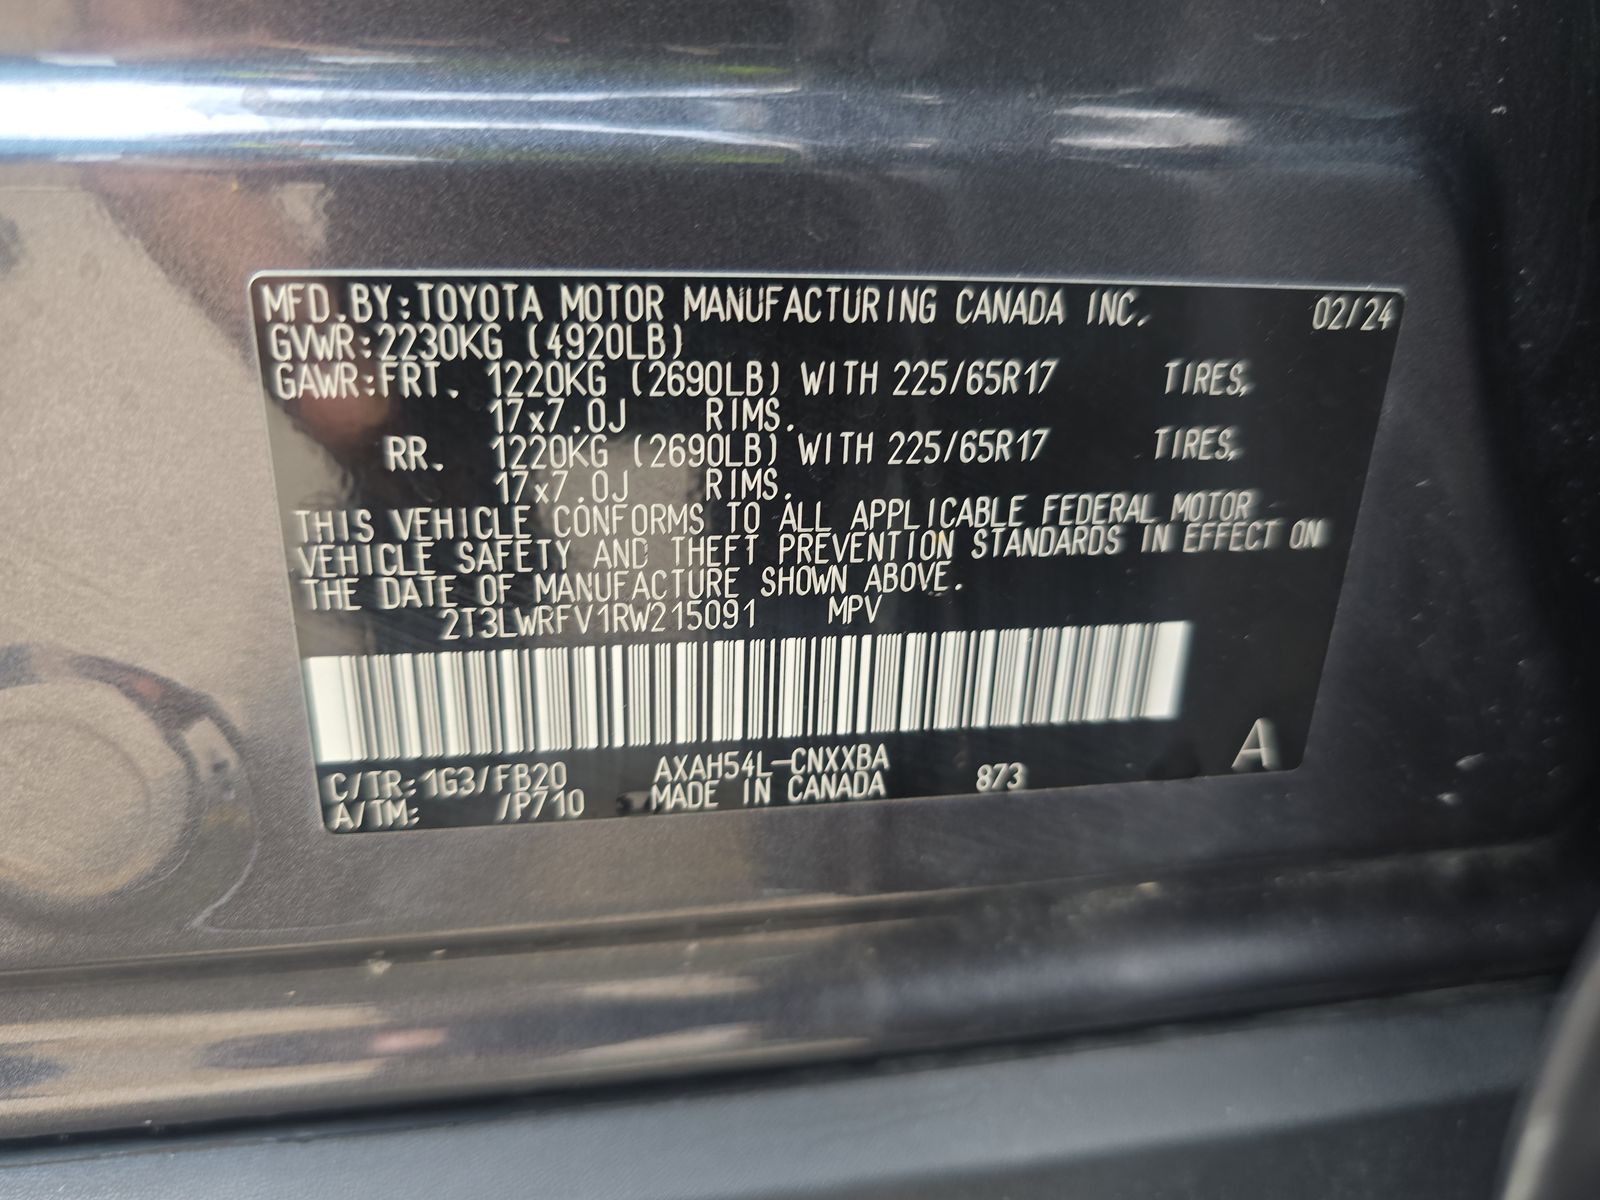 MFD.BY:TOYOTA MOTOR MANUFACTURING CANADA INC. 02/24
GVWR:2230KG (4920LB)
GAWR:FRT. 1220KG (2690LB) WITH 225/65R17 TIRES,
17x7.0J RIMS.
RR. 1220KG (2690LB) WITH 225/65R17 TIRES,
17x7.0J RIMS.
THIS VEHICLE CONFORMS TO ALL APPLICABLE FEDERAL MOTOR
VEHICLE SAFETY AND THEFT PREVENTION STANDARDS IN EFFECT ON
THE DATE OF MANUFACTURE SHOWN ABOVE.
2T3LWRFV1RW215091 MPV
C/TR:1G3/FB20 AXAH54L-CNXXBA 873 A
A/TM: /P710 MADE IN CANADA